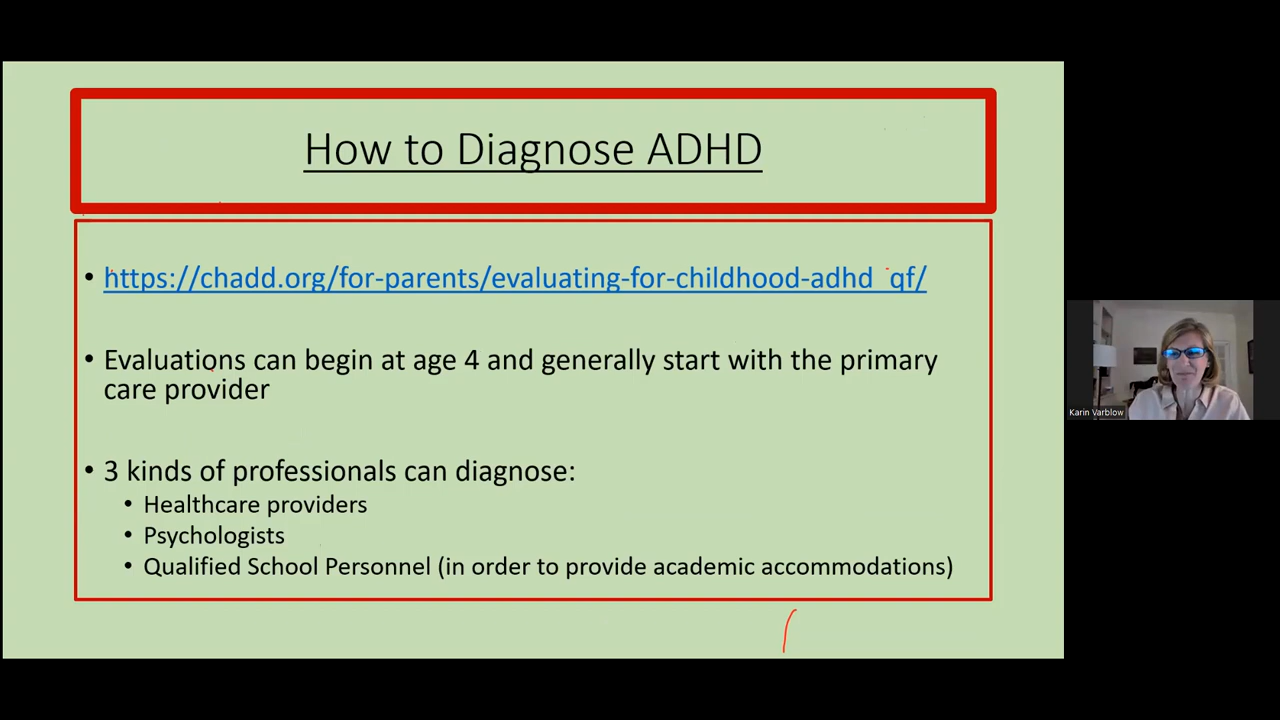 How to Diagnose ADHD
• https://chadd.org/for-parents/evaluating-for-childhood-adhd_qf/
• Evaluations can begin at age 4 and generally start with the primary
care provider
• 3 kinds of professionals can diagnose:
• Healthcare providers
• Psychologists
• Qualified School Personnel (in order to provide academic accommodations)
Karin Varblow